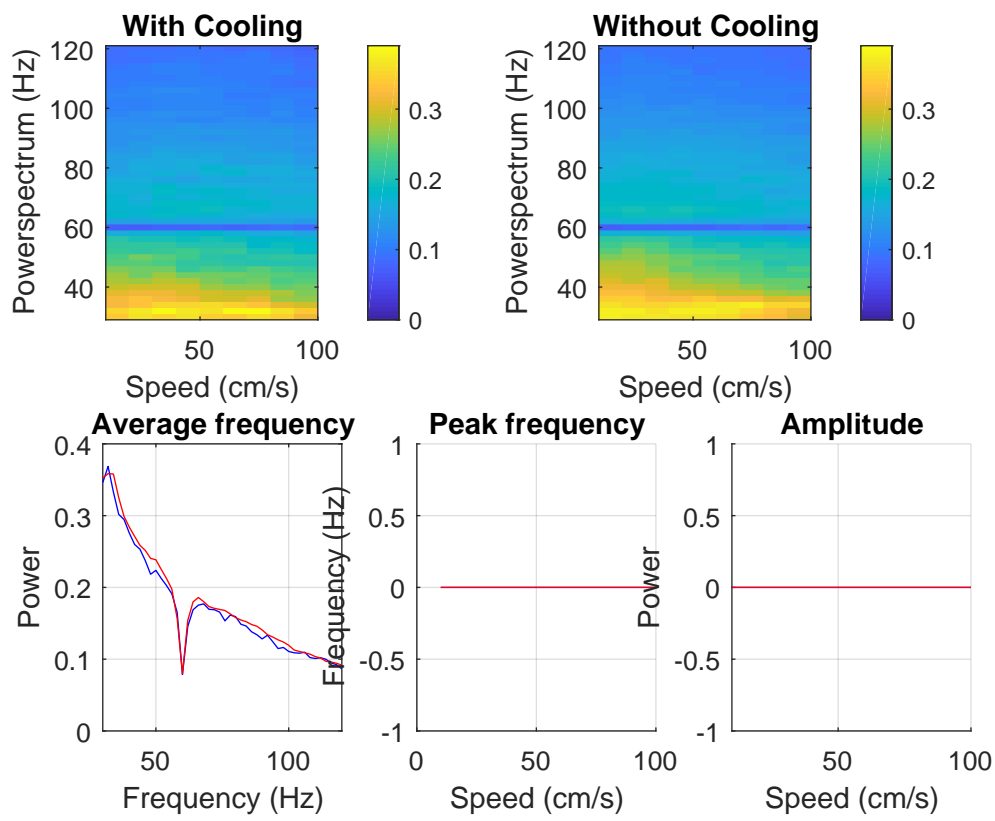 With Cooling
Powerspectrum (Hz)
120
100
80
60
40
50
100
Speed (cm/s)
0.3
0.2
0.1
0
Without Cooling
Powerspectrum (Hz)
120
100
80
60
40
50
100
Speed (cm/s)
0.3
0.2
0.1
0
Average frequency
Power
0.4
0.3
0.2
0.1
0
50
100
Frequency (Hz)
Peak frequency
Frequency (Hz)
1
0.5
0
-0.5
-1
0
50
100
Speed (cm/s)
Amplitude
Power
1
0.5
0
-0.5
-1
50
100
Speed (cm/s)